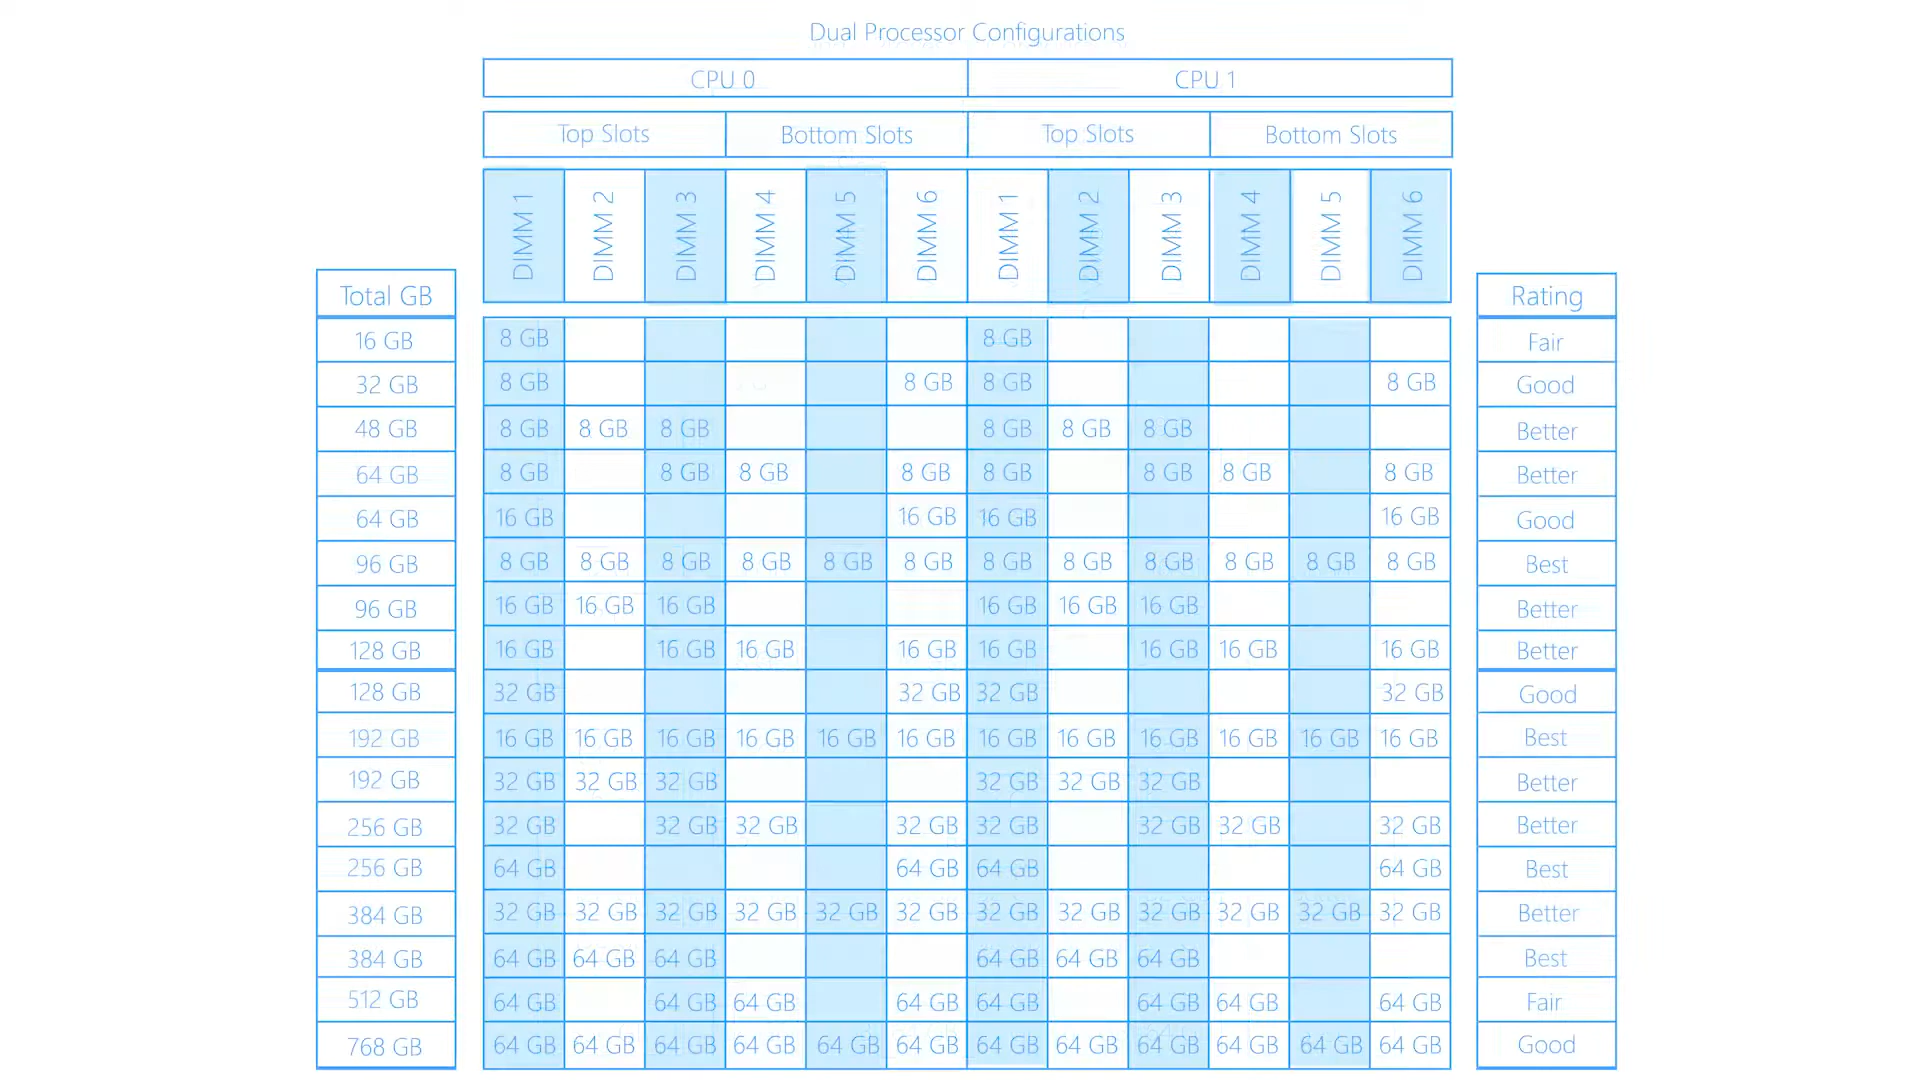 Dual Processor Configurations
CPU 0 CPU 1
Top Slots Bottom Slots Top Slots Bottom Slots
DIMM 1 DIMM 2 DIMM 3 DIMM 4 DIMM 5 DIMM 6 DIMM 1 DIMM 2 DIMM 3 DIMM 4 DIMM 5 DIMM 6
Total GB Rating
16 GB 8 GB 8 GB Fair
32 GB 8 GB 8 GB 8 GB 8 GB Good
48 GB 8 GB 8 GB 8 GB 8 GB 8 GB 8 GB Better
64 GB 8 GB 8 GB 8 GB 8 GB 8 GB 8 GB 8 GB 8 GB Better
64 GB 16 GB 16 GB 16 GB 16 GB Good
96 GB 8 GB 8 GB 8 GB 8 GB 8 GB 8 GB 8 GB 8 GB 8 GB 8 GB 8 GB 8 GB Best
96 GB 16 GB 16 GB 16 GB 16 GB 16 GB 16 GB Better
128 GB 16 GB 16 GB 16 GB 16 GB 16 GB 16 GB 16 GB 16 GB Better
128 GB 32 GB 32 GB 32 GB 32 GB Good
192 GB 16 GB 16 GB 16 GB 16 GB 16 GB 16 GB 16 GB 16 GB 16 GB 16 GB 16 GB 16 GB Best
192 GB 32 GB 32 GB 32 GB 32 GB 32 GB 32 GB Better
256 GB 32 GB 32 GB 32 GB 32 GB 32 GB 32 GB 32 GB 32 GB Better
256 GB 64 GB 64 GB 64 GB 64 GB Best
384 GB 32 GB 32 GB 32 GB 32 GB 32 GB 32 GB 32 GB 32 GB 32 GB 32 GB 32 GB 32 GB Better
384 GB 64 GB 64 GB 64 GB 64 GB 64 GB 64 GB Best
512 GB 64 GB 64 GB 64 GB 64 GB 64 GB 64 GB 64 GB 64 GB Fair
768 GB 64 GB 64 GB 64 GB 64 GB 64 GB 64 GB 64 GB 64 GB 64 GB 64 GB 64 GB 64 GB Good